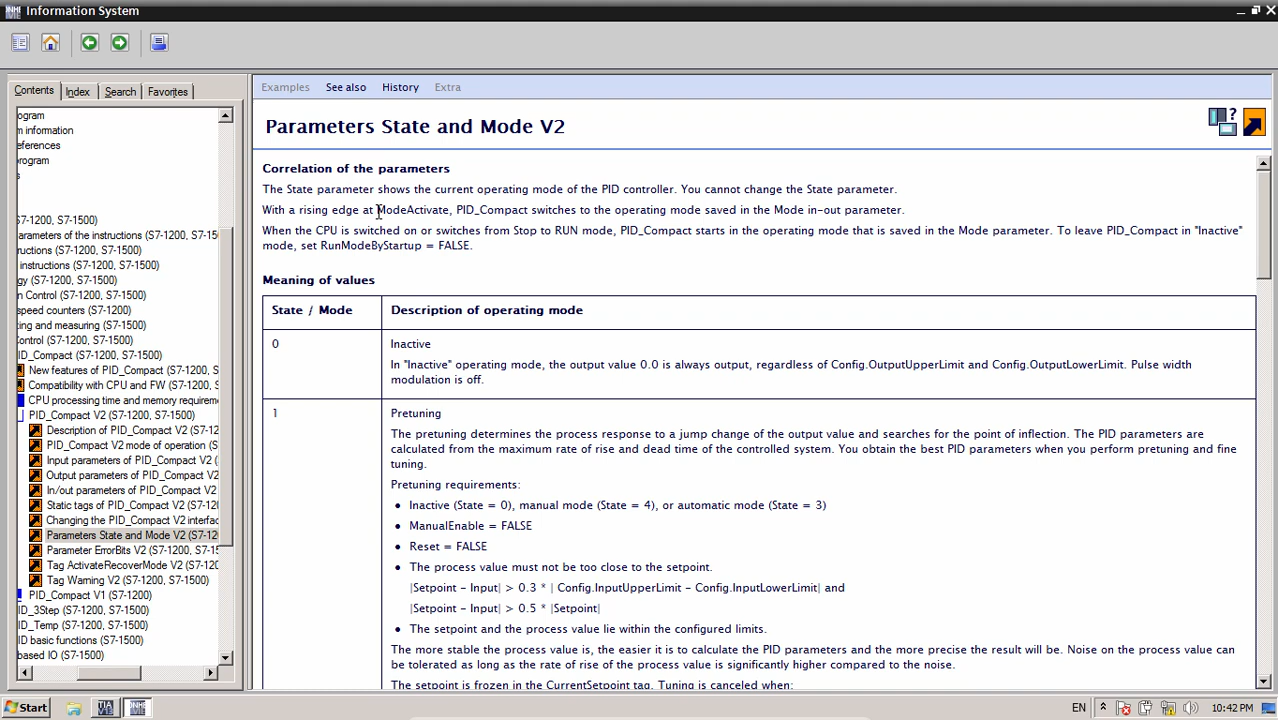 Information System
Contents Index Search Favorites
ogram
m information
eferences
rogram
s
S7-1200, S7-1500)
arameters of the instructions (S7-15
ructions (S7-1200, S7-1500)
instructions (S7-1200, S7-1500)
gy (S7-1200, S7-1500)
n Control (S7-1200, S7-1500)
speed counters (S7-1200)
ting and measuring (S7-1500)
ontrol (S7-1200, S7-1500)
ID_Compact (S7-1200, S7-1500)
New features of PID_Compact (S7-1200, S
Compatibility with CPU and FW (S7-1200,
CPU processing time and memory requirem
PID_Compact V2 (S7-1200, S7-1500)
Description of PID_Compact V2 (S7-12
PID_Compact V2 mode of operation (S
Input parameters of PID_Compact V2 (
Output parameters of PID_Compact V2
In/out parameters of PID_Compact V2
Static tags of PID_Compact V2 (S7-12
Changing the PID_Compact V2 interfac
Parameters State and Mode V2 (S7-12
Parameter ErrorBits V2 (S7-1200, S7-15
Tag ActivateRecoverMode V2 (S7-1200,
Tag Warning V2 (S7-1200, S7-1500)
PID_Compact V1 (S7-1200)
ID_3Step (S7-1200, S7-1500)
ID_Temp (S7-1200, S7-1500)
ID basic functions (S7-1500)
based IO (S7-1500)
Examples See also History Extra
Parameters State and Mode V2
Correlation of the parameters
The State parameter shows the current operating mode of the PID controller. You cannot change the State parameter.
With a rising edge at ModeActivate, PID_Compact switches to the operating mode saved in the Mode in-out parameter.
When the CPU is switched on or switches from Stop to RUN mode, PID_Compact starts in the operating mode that is saved in the Mode parameter. To leave PID_Compact in "Inactive"
mode, set RunModeByStartup = FALSE.
Meaning of values
State / Mode Description of operating mode
0 Inactive
In "Inactive" operating mode, the output value 0.0 is always output, regardless of Config.OutputUpperLimit and Config.OutputLowerLimit. Pulse width
modulation is off.
1 Pretuning
The pretuning determines the process response to a jump change of the output value and searches for the point of inflection. The PID parameters are
calculated from the maximum rate of rise and dead time of the controlled system. You obtain the best PID parameters when you perform pretuning and fine
tuning.
Pretuning requirements:
• Inactive (State = 0), manual mode (State = 4), or automatic mode (State = 3)
• ManualEnable = FALSE
• Reset = FALSE
• The process value must not be too close to the setpoint.
|Setpoint - Input| > 0.3 * | Config.InputUpperLimit - Config.InputLowerLimit| and
|Setpoint - Input| > 0.5 * |Setpoint|
• The setpoint and the process value lie within the configured limits.
The more stable the process value is, the easier it is to calculate the PID parameters and the more precise the result will be. Noise on the process value can
be tolerated as long as the rate of rise of the process value is significantly higher compared to the noise.
The setpoint is frozen in the CurrentSetpoint tag. Tuning is canceled when:
Start
EN 10:42 PM